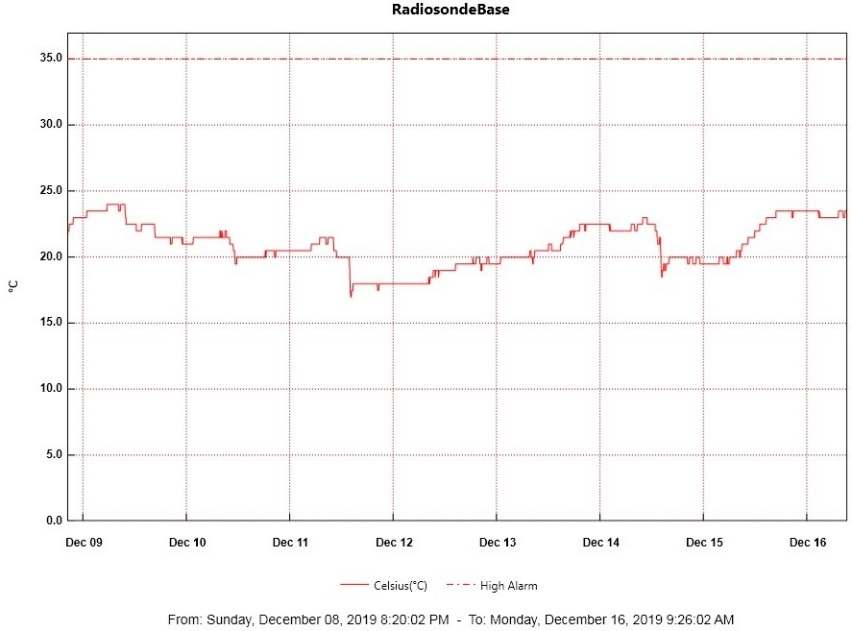 RadiosondeBase
35.0
30.0
25.0
20.0
15.0
10.0
5.0
0.0
°C
Dec 09 Dec 10 Dec 11 Dec 12 Dec 13 Dec 14 Dec 15 Dec 16
Celsius(°C) High Alarm
From: Sunday, December 08, 2019 8:20:02 PM - To: Monday, December 16, 2019 9:26:02 AM